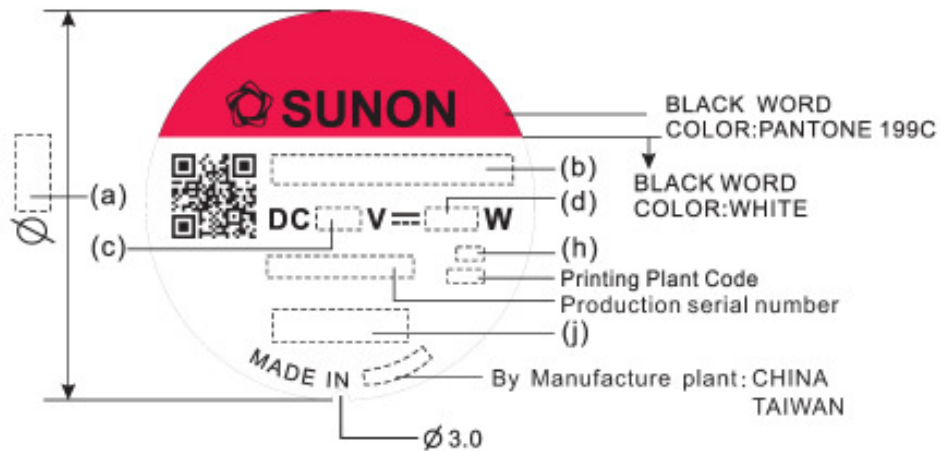 SUNON
BLACK WORD
COLOR:PANTONE 199C
BLACK WORD
COLOR:WHITE
(a)
(b)
Ø
DC V W
(d)
(c)
(h)
Printing Plant Code
Production serial number
(j)
MADE IN
By Manufacture plant: CHINA
TAIWAN
Ø3.0